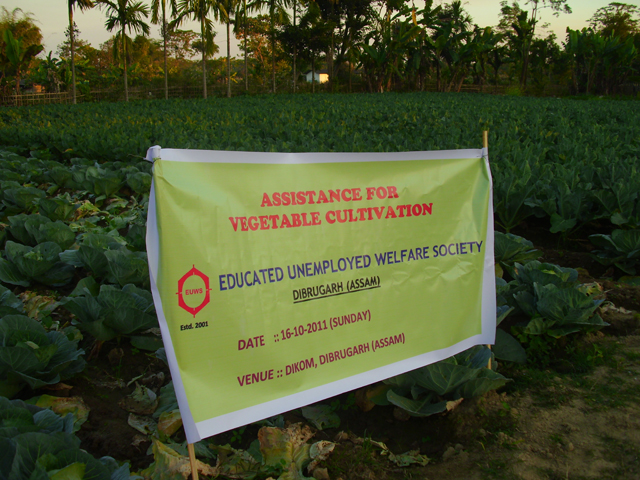 ASSISTANCE FOR
VEGETABLE CULTIVATION
EDUCATED UNEMPLOYED WELFARE SOCIETY
DIBRUGARH (ASSAM)
EUWS
Estd. 2001
DATE :: 16-10-2011 (SUNDAY)
VENUE :: DIKOM, DIBRUGARH (ASSAM)